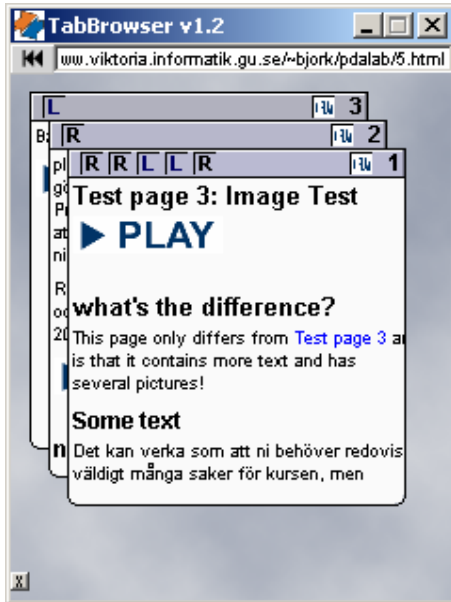 TabBrowser v1.2
ww.viktoria.informatik.gu.se/~bjork/pdalab/5.html
L 3
R 2
R R L L R 1
Test page 3: Image Test
PLAY
what's the difference?
This page only differs from Test page 3 a
is that it contains more text and has
several pictures!
Some text
Det kan verka som att ni behöver redovis
väldigt många saker för kursen, men
X